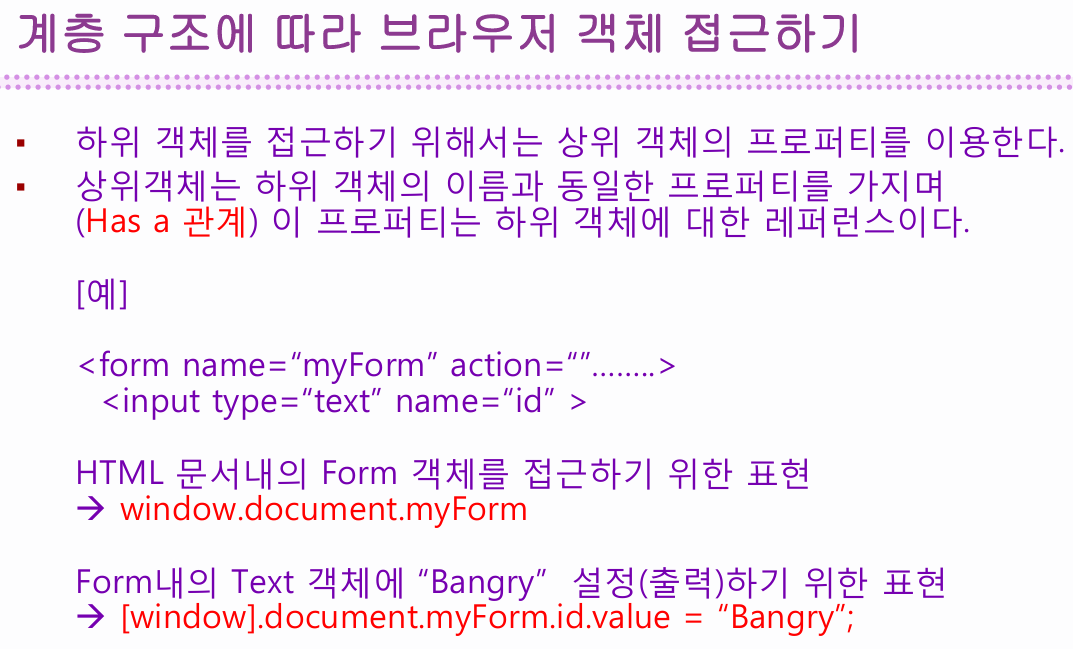 계층 구조에 따라 브라우저 객체 접근하기
▪ 하위 객체를 접근하기 위해서는 상위 객체의 프로퍼티를 이용한다.
▪ 상위객체는 하위 객체의 이름과 동일한 프로퍼티를 가지며
(Has a 관계) 이 프로퍼티는 하위 객체에 대한 레퍼런스이다.
[예]
<form name=“myForm” action=“”........>
<input type=“text” name=“id” >
HTML 문서내의 Form 객체를 접근하기 위한 표현
→ window.document.myForm
Form내의 Text 객체에 “Bangry” 설정(출력)하기 위한 표현
→ [window].document.myForm.id.value = “Bangry”;